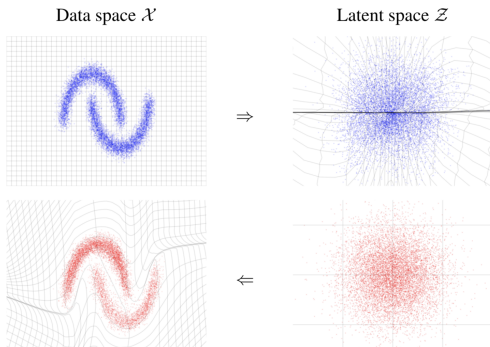 Data space 𝒳 Latent space 𝒵
⇒
⇐